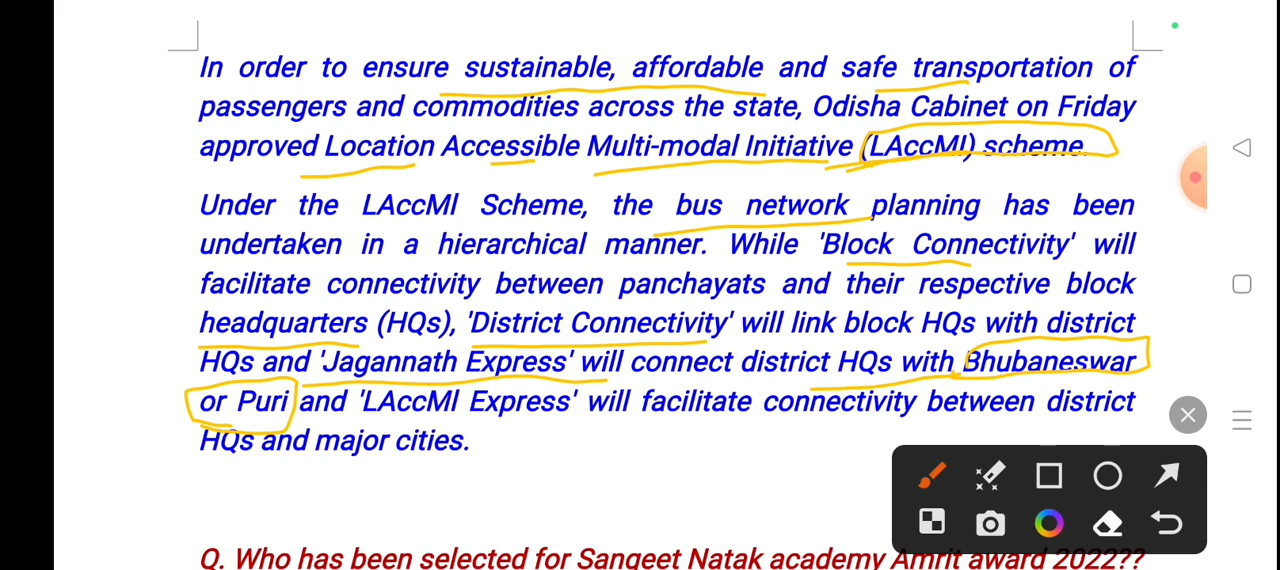 In order to ensure sustainable, affordable and safe transportation of
passengers and commodities across the state, Odisha Cabinet on Friday
approved Location Accessible Multi-modal Initiative (LAccMI) scheme.
Under the LAccMI Scheme, the bus network planning has been
undertaken in a hierarchical manner. While 'Block Connectivity' will
facilitate connectivity between panchayats and their respective block
headquarters (HQs), 'District Connectivity' will link block HQs with district
HQs and 'Jagannath Express' will connect district HQs with Bhubaneswar
or Puri and 'LAccMI Express' will facilitate connectivity between district
HQs and major cities.
Q. Who has been selected for Sangeet Natak academy Amrit award 2022??